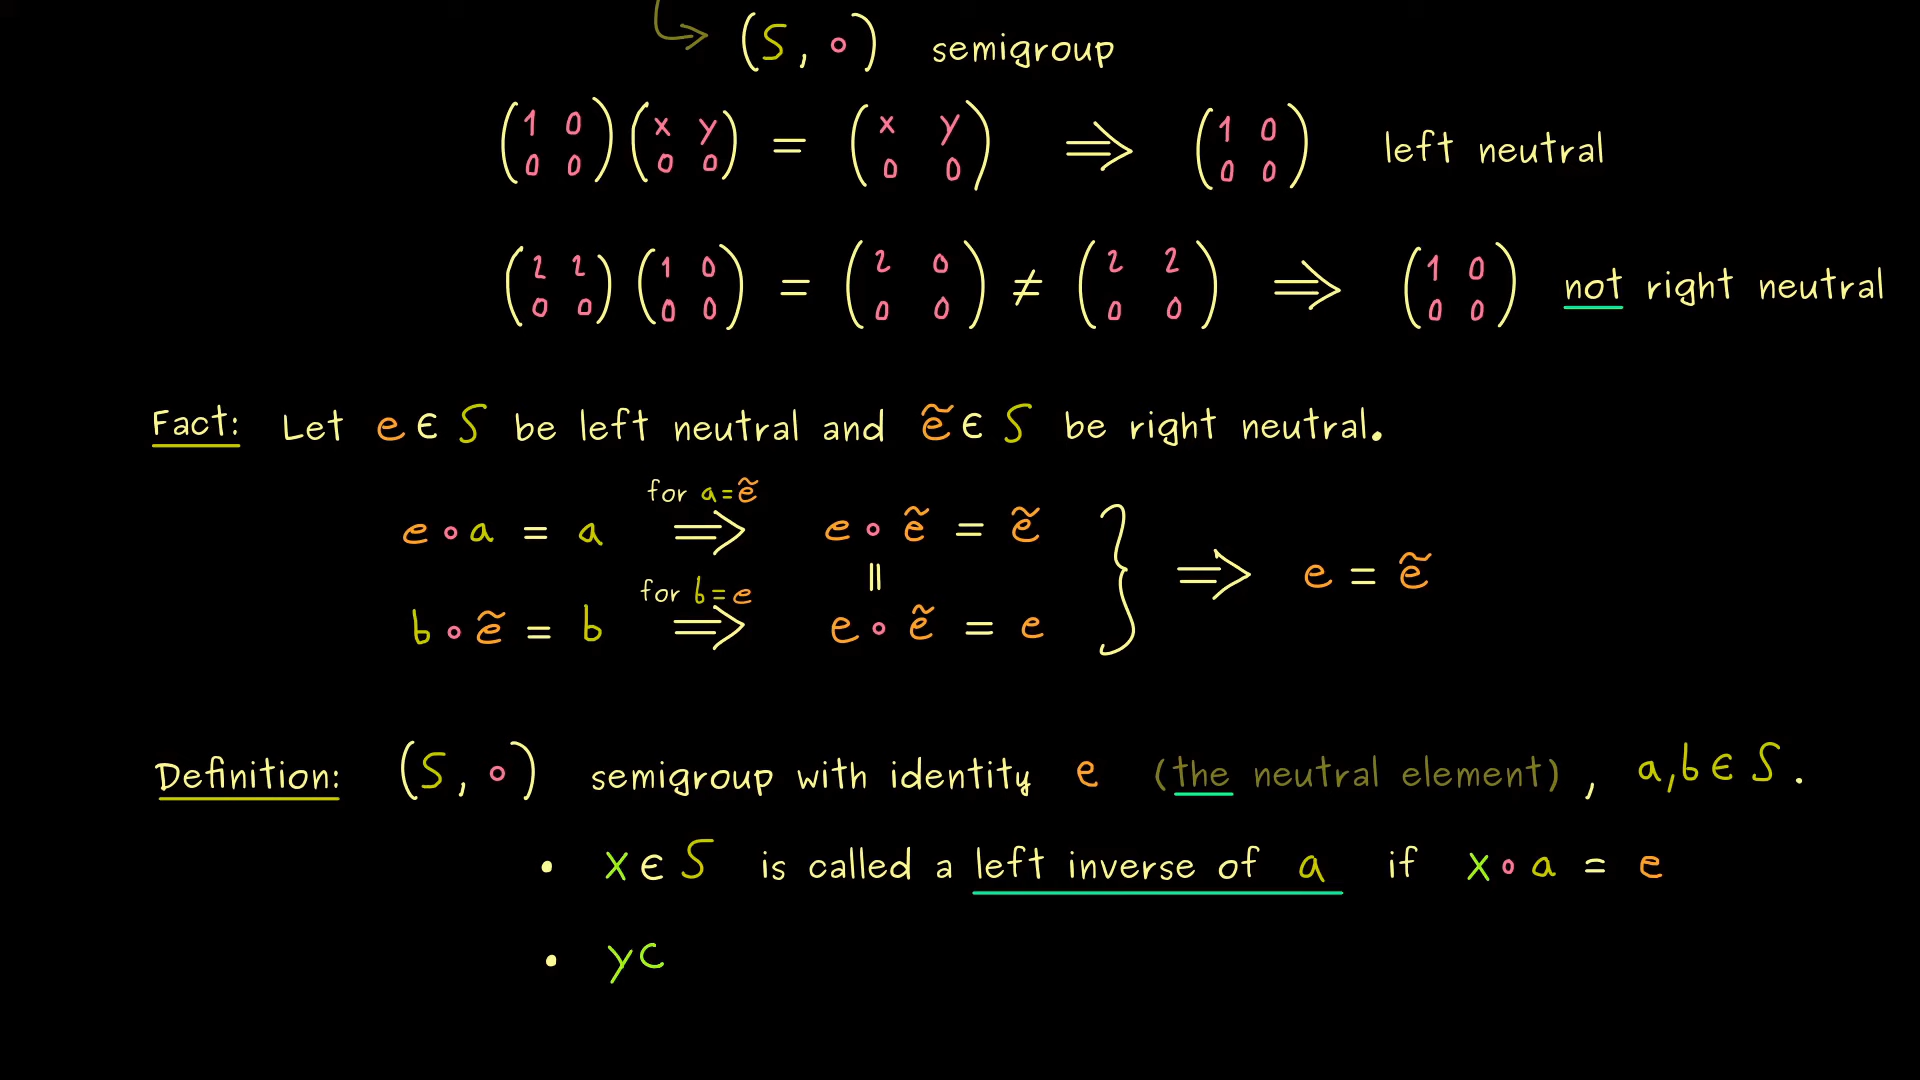 (S, ∘) semigroup
(1 0 / 0 0)(x y / 0 0) = (x y / 0 0) ⟹ (1 0 / 0 0) left neutral
(2 2 / 0 0)(1 0 / 0 0) = (2 0 / 0 0) ≠ (2 2 / 0 0) ⟹ (1 0 / 0 0) not right neutral
Fact: Let e ∈ S be left neutral and ẽ ∈ S be right neutral.
for a = ẽ
e ∘ a = a ⟹ e ∘ ẽ = ẽ
|| } ⟹ e = ẽ
for b = e
b ∘ ẽ = b ⟹ e ∘ ẽ = e
Definition: (S, ∘) semigroup with identity e (the neutral element), a,b ∈ S.
• x ∈ S is called a left inverse of a if x ∘ a = e
• yc